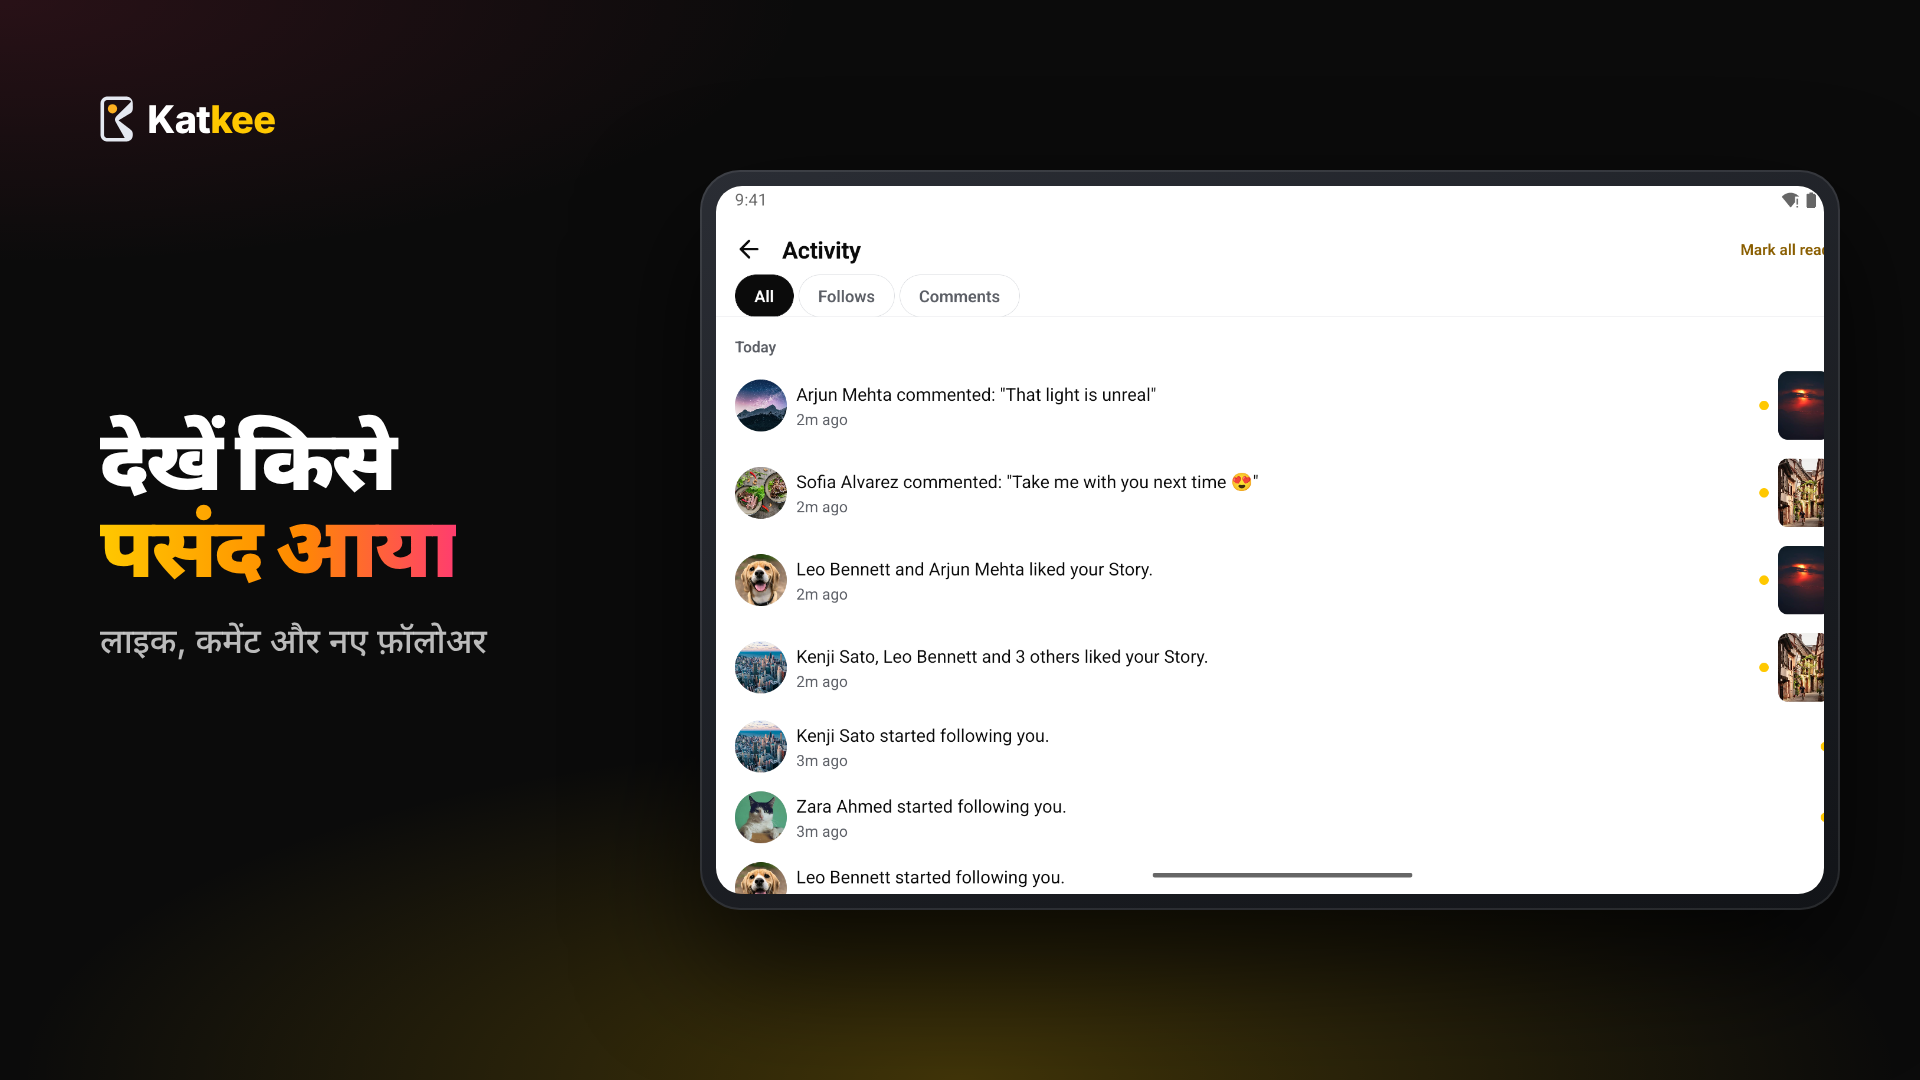 Katkee
देखें किसे
पसंद आया
लाइक, कमेंट और नए फ़ॉलोअर
9:41
Activity
Mark all read
All
Follows
Comments
Today
Arjun Mehta commented: "That light is unreal"
2m ago
Sofia Alvarez commented: "Take me with you next time 😍"
2m ago
Leo Bennett and Arjun Mehta liked your Story.
2m ago
Kenji Sato, Leo Bennett and 3 others liked your Story.
2m ago
Kenji Sato started following you.
3m ago
Zara Ahmed started following you.
3m ago
Leo Bennett started following you.